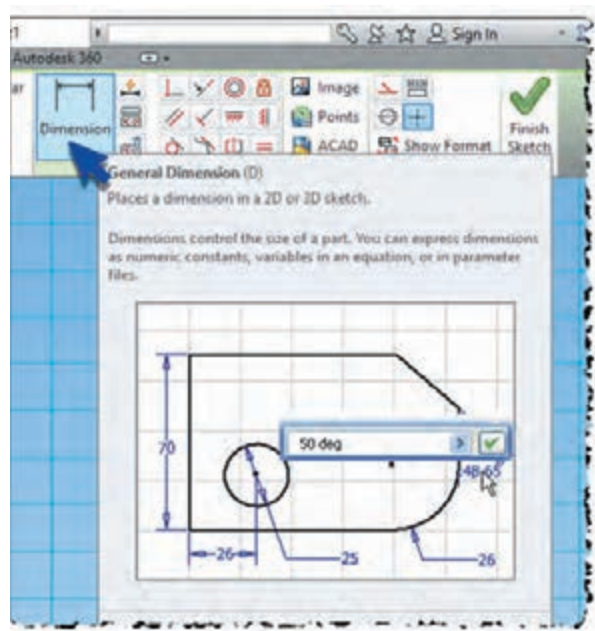 Sign In
Autodesk 360
Dimension
Image
Points
ACAD
Show Format
Finish
Sketch
General Dimension (D)
Places a dimension in a 2D or 3D sketch.
Dimensions control the size of a part. You can express dimensions
as numeric constants, variables in an equation, or in parameter
files.
50 deg
70
48.65
26
25
26